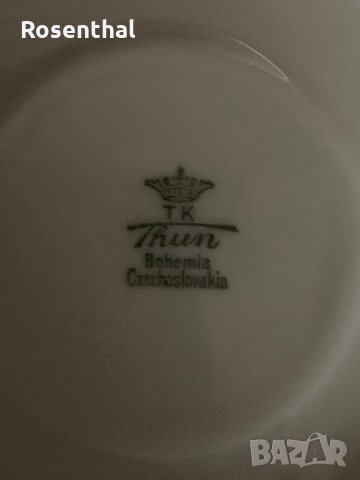 Rosenthal
TK
Thun
Bohemia
Czechoslovakia
BAZAR